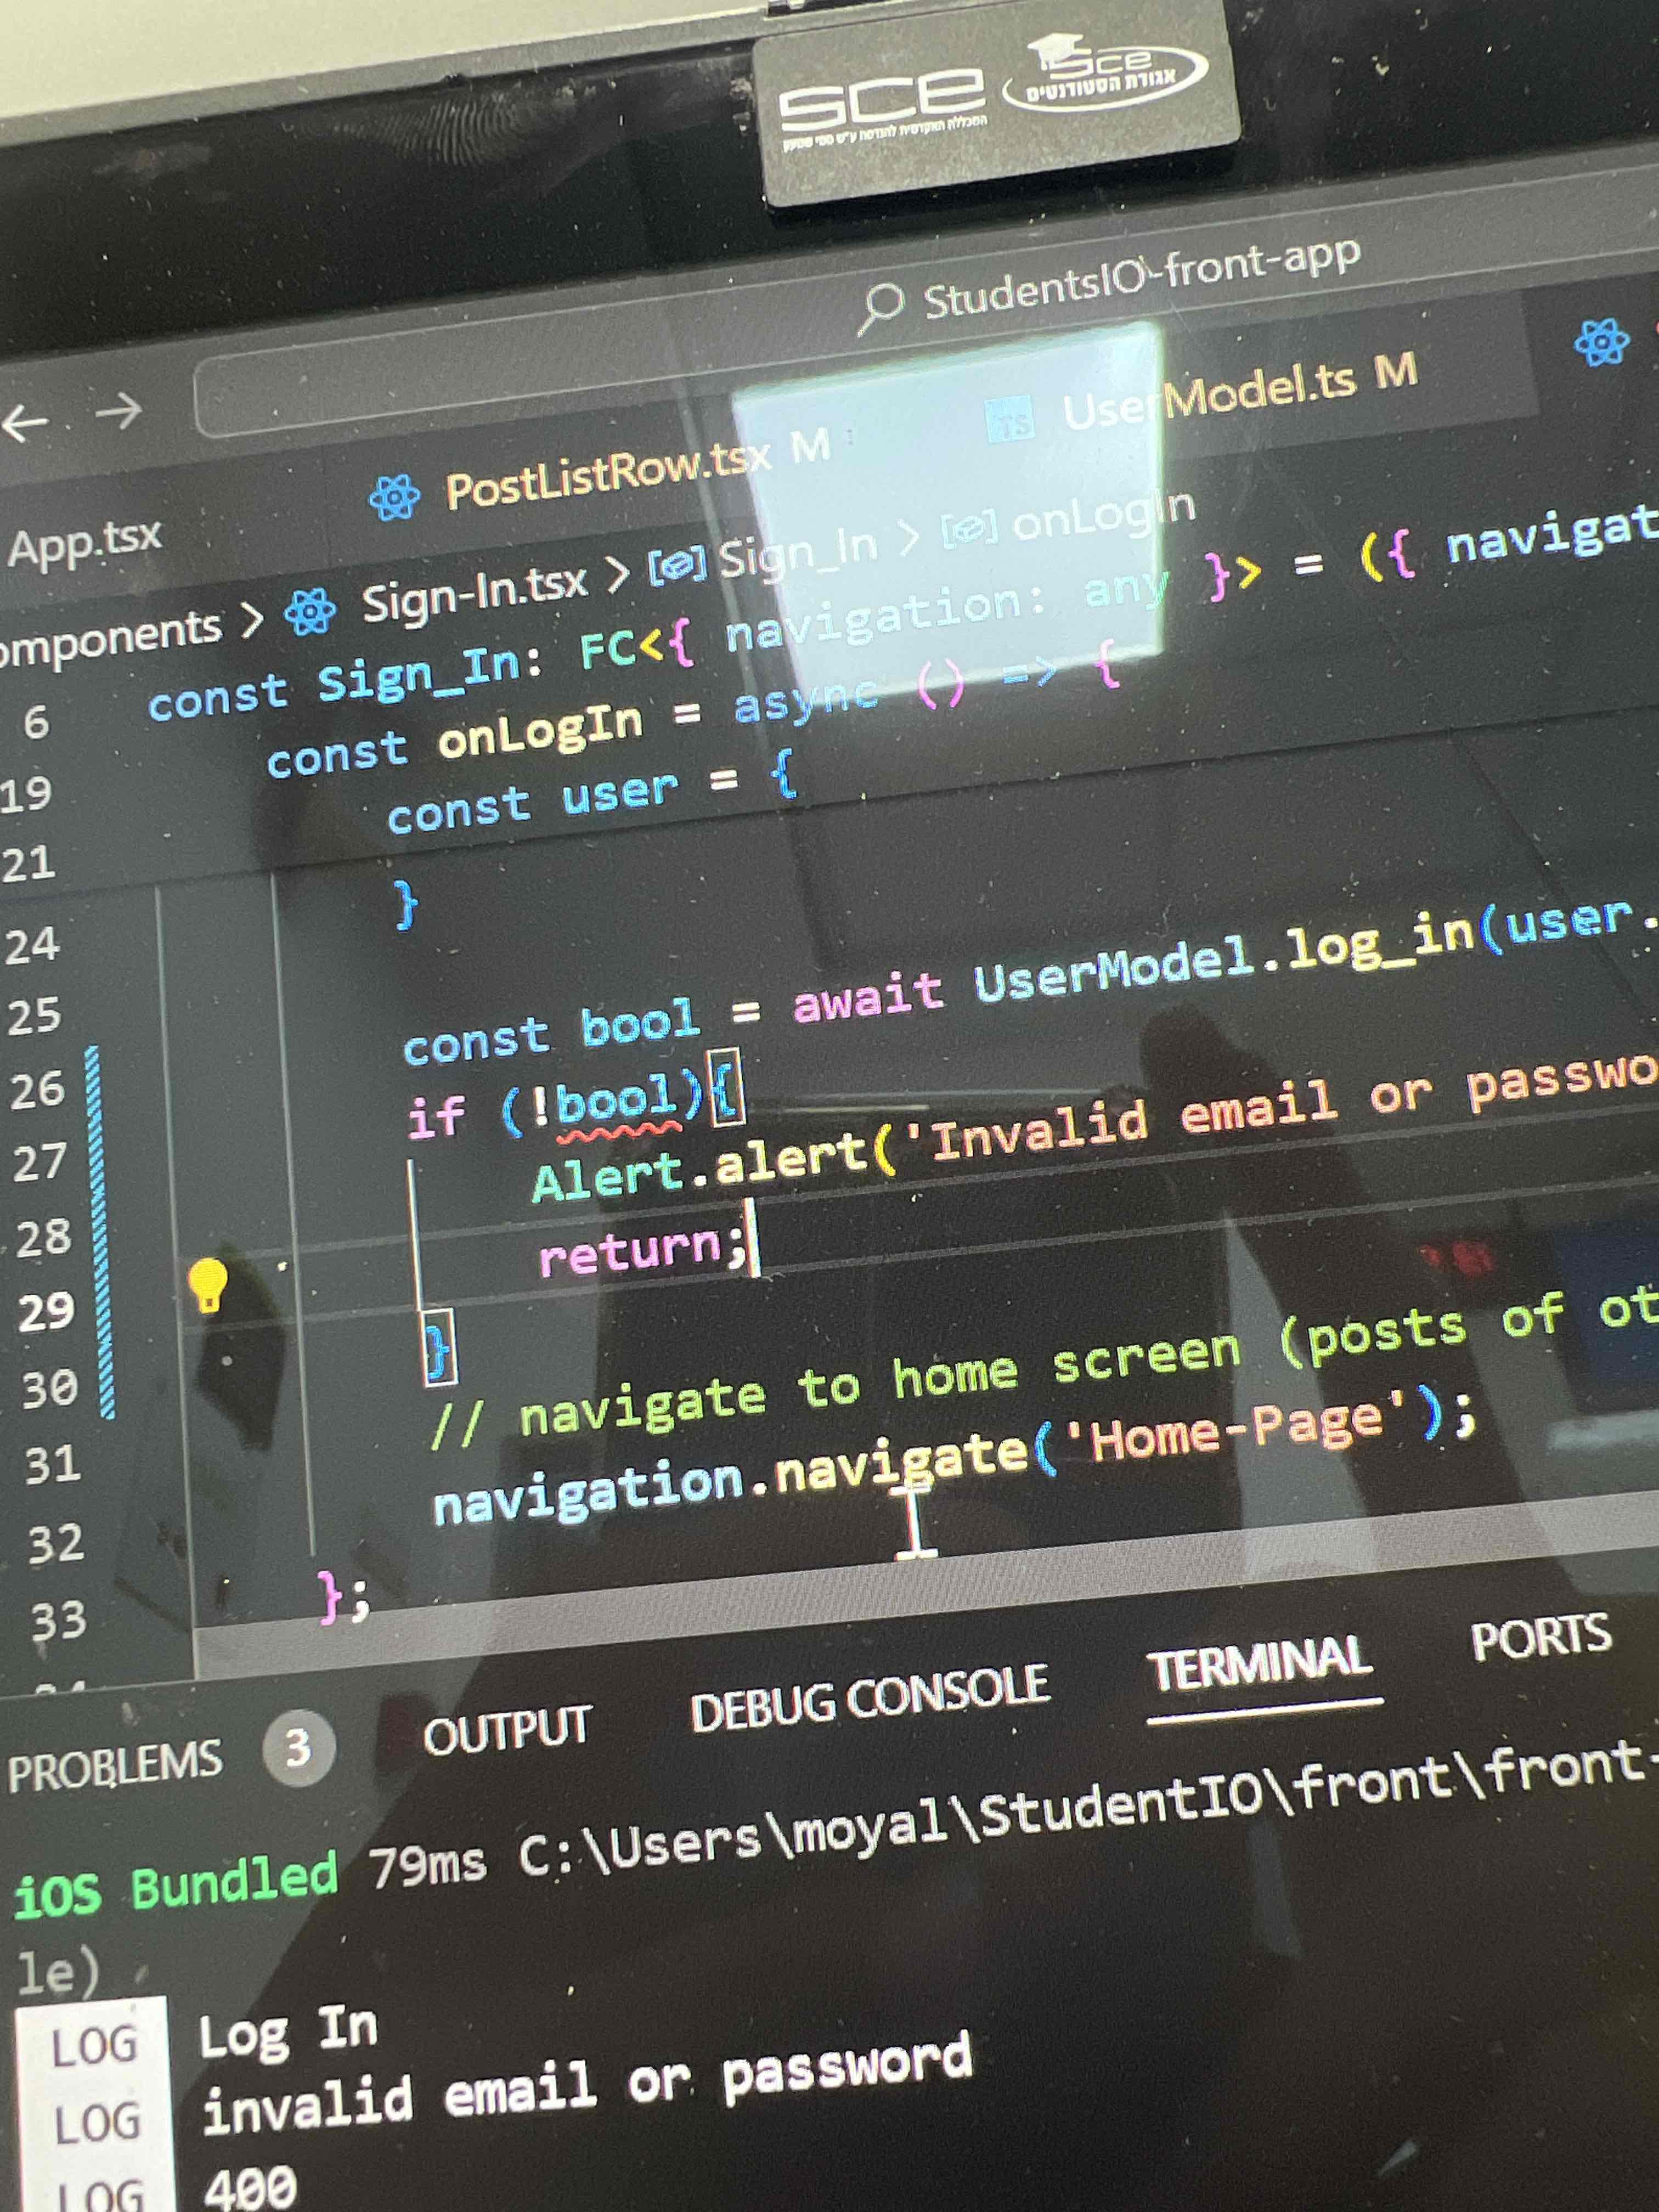 sce
המכללה האקדמית להנדסה ע"ש סמי שמעון
Sce
אגודת הסטודנטים
StudentsIO-front-app
App.tsx
PostListRow.tsx M
TS UserModel.ts M
omponents > Sign-In.tsx > Sign_In > onLogIn
6 const Sign_In: FC<{ navigation: any }> = ({ navigat
19 const onLogIn = async () => {
21 const user = {
24 }
25
26 const bool = await UserModel.log_in(user.
27 if (!bool){
28 Alert.alert('Invalid email or passwo
29 return;
30 }
31 // navigate to home screen (posts of ot
32 navigation.navigate('Home-Page');
33 };
PROBLEMS 3 OUTPUT DEBUG CONSOLE TERMINAL PORTS
iOS Bundled 79ms C:\Users\moyal\StudentIO\front\front-
le)
LOG Log In
LOG invalid email or password
LOG 400